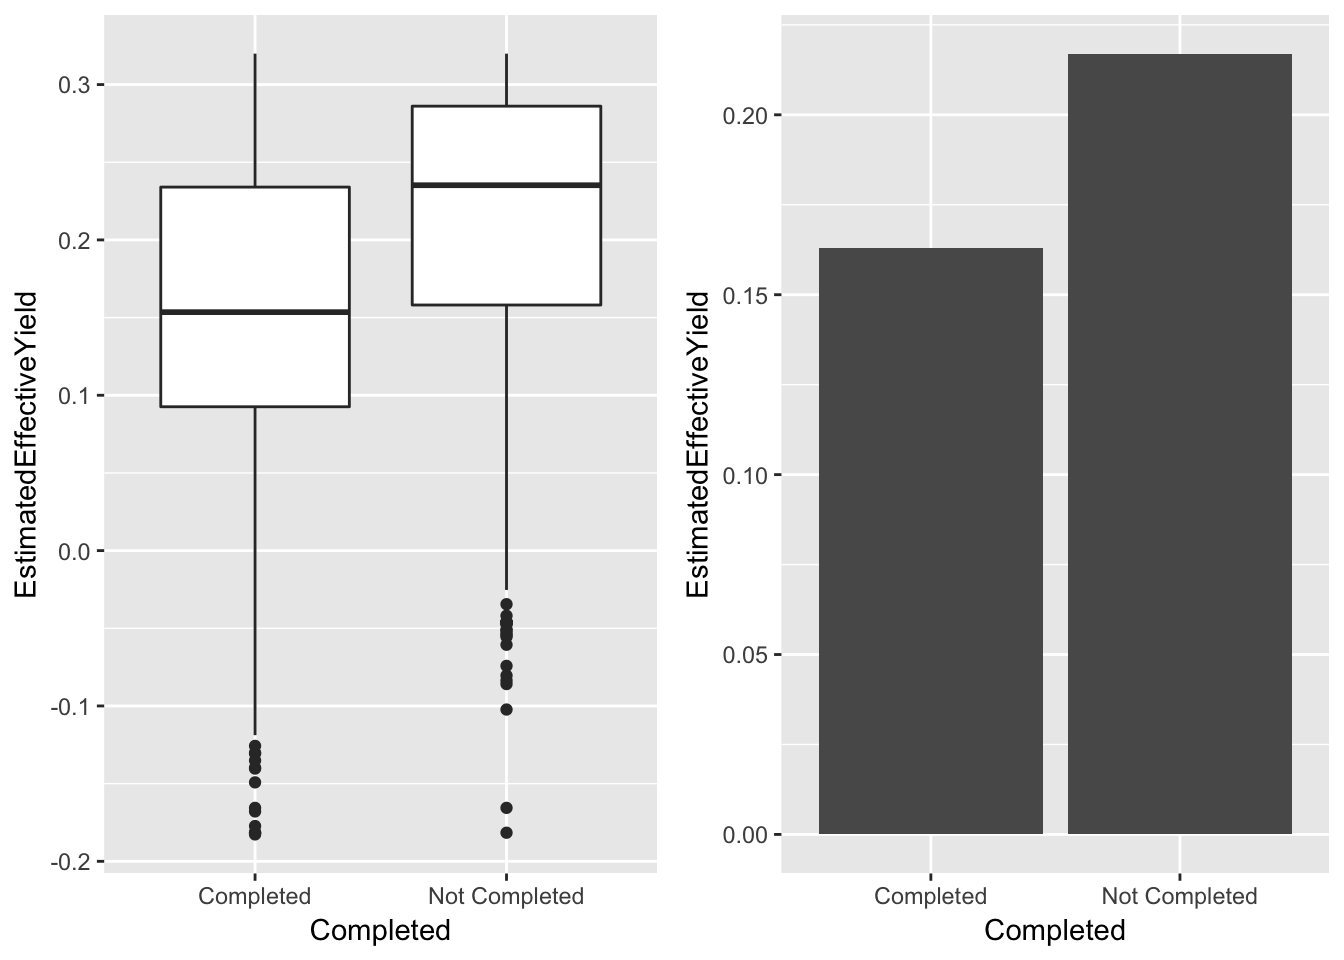 EstimatedEffectiveYield
0.3
0.2
0.1
0.0
-0.1
-0.2
Completed
Not Completed
Completed
EstimatedEffectiveYield
0.20
0.15
0.10
0.05
0.00
Completed
Not Completed
Completed